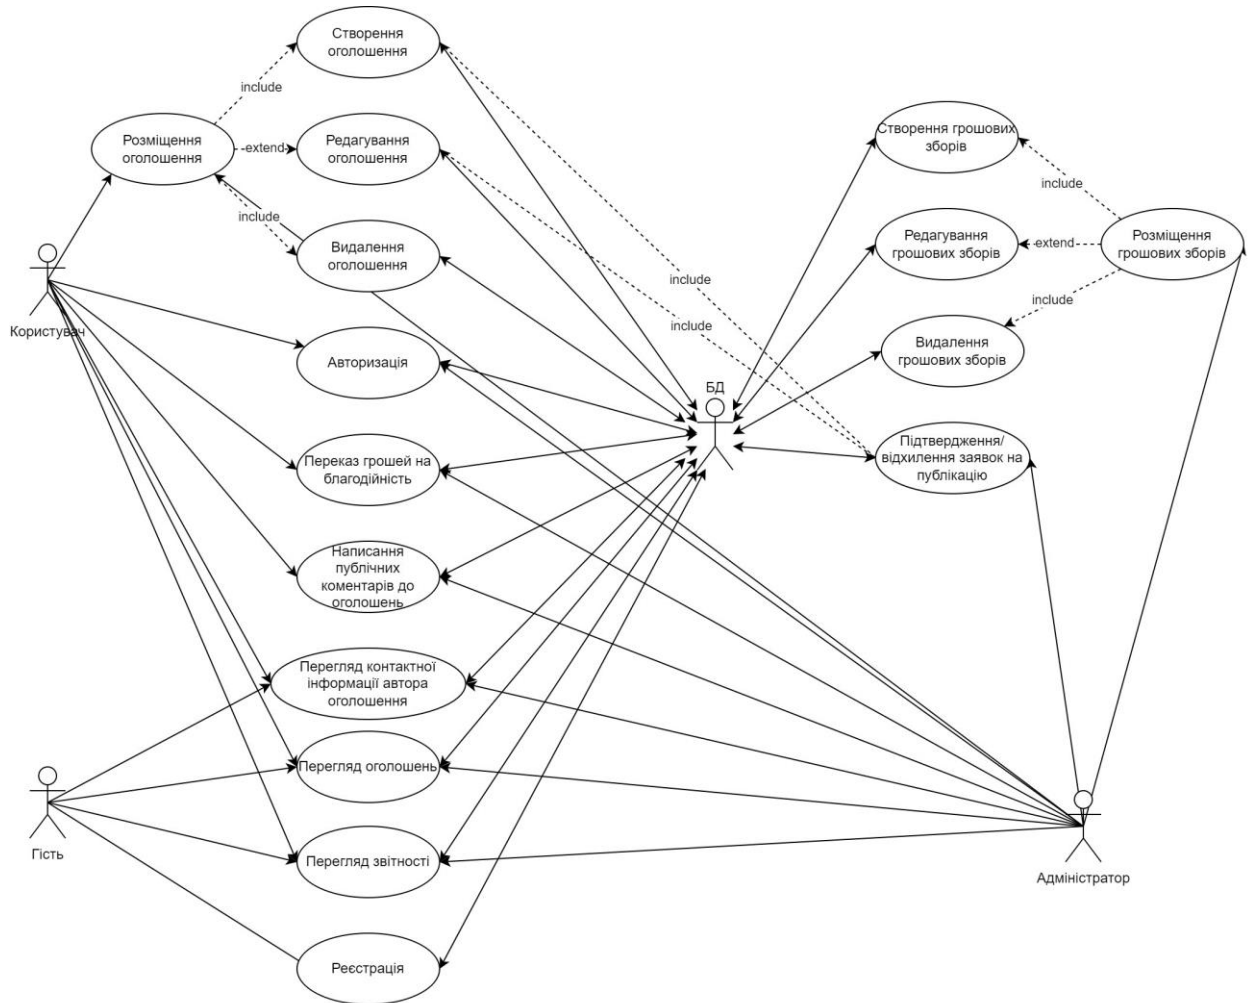 Створення
оголошення
include
Розміщення
оголошення
extend
Редагування
оголошення
include
Видалення
оголошення
Користувач
Авторизація
Переказ грошей на
благодійність
Написання
публічних
коментарів до
оголошень
Перегляд контактної
інформації автора
оголошення
Перегляд оголошень
Гість
Перегляд звітності
Реєстрація
include
include
БД
Створення грошових
зборів
include
Редагування
грошових зборів
extend
Розміщення
грошових зборів
include
Видалення
грошових зборів
Підтвердження/
відхилення заявок на
публікацію
Адміністратор